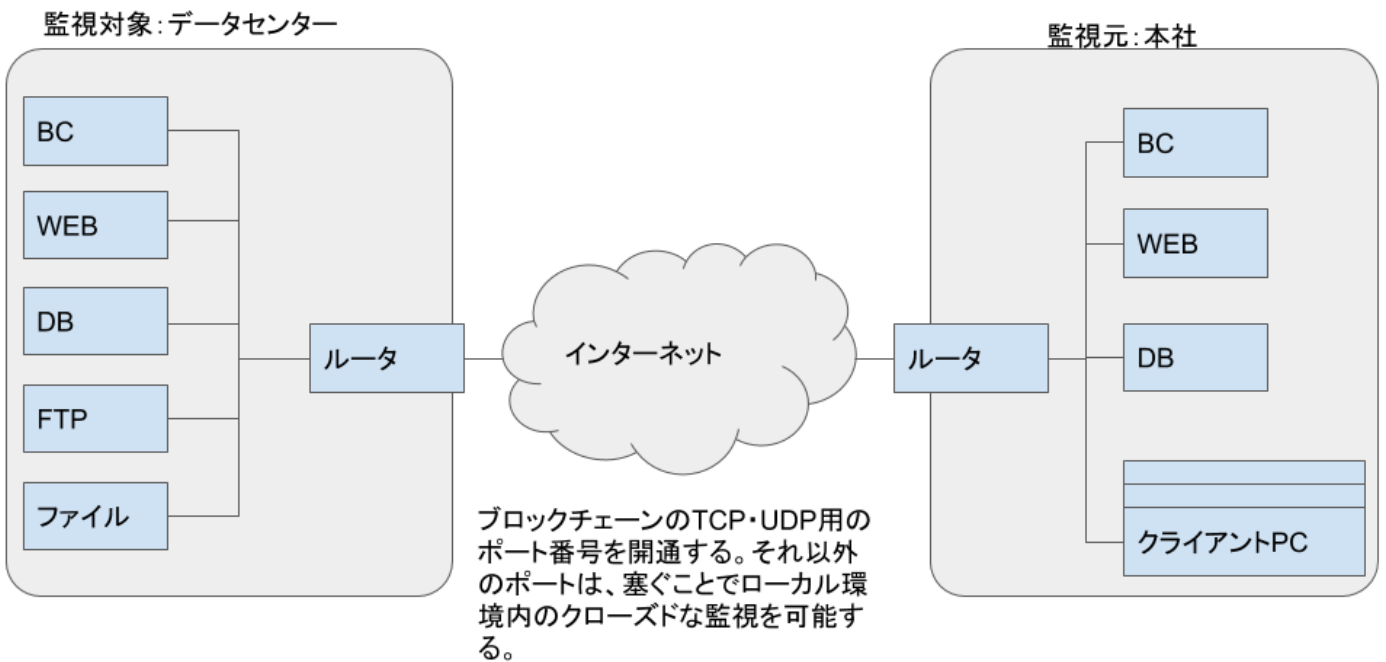 監視対象：データセンター
BC
WEB
DB
FTP
ファイル
ルータ
インターネット
ブロックチェーンのTCP・UDP用の
ポート番号を開通する。それ以外
のポートは、塞ぐことでローカル環
境内のクローズドな監視を可能す
る。
監視元：本社
ルータ
BC
WEB
DB
クライアントPC